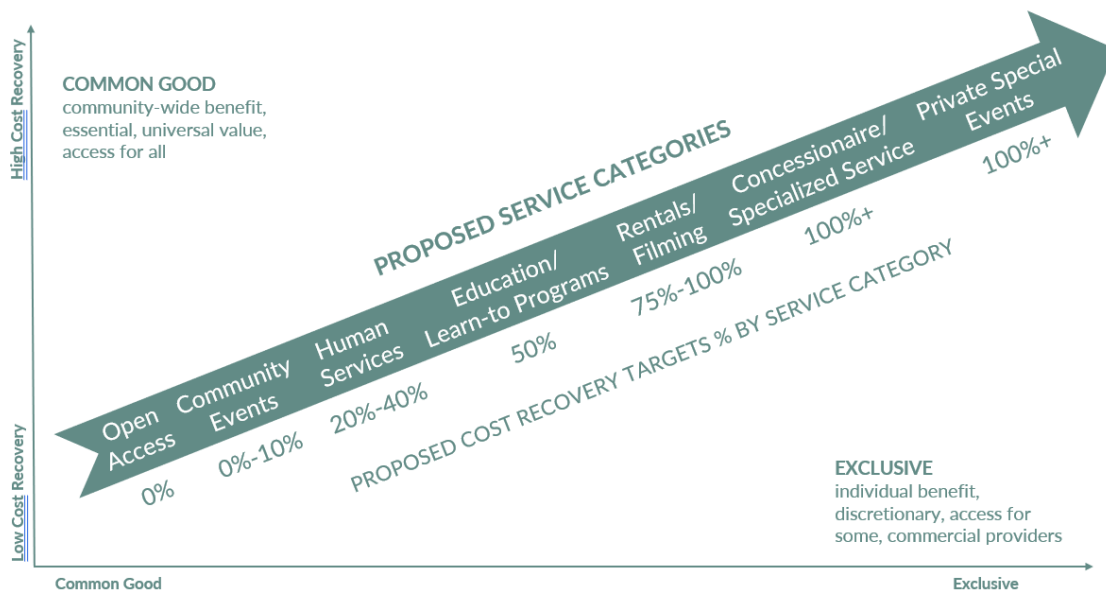 High Cost Recovery
COMMON GOOD
community-wide benefit,
essential, universal value,
access for all
PROPOSED SERVICE CATEGORIES
Open
Access
Community
Events
Human
Services
Education/
Learn-to Programs
Rentals/
Filming
Concessionaire/
Specialized Service
Private Special
Events
0%
0%-10%
20%-40%
50%
75%-100%
100%+
100%+
PROPOSED COST RECOVERY TARGETS % BY SERVICE CATEGORY
Low Cost Recovery
EXCLUSIVE
individual benefit,
discretionary, access for
some, commercial providers
Common Good
Exclusive